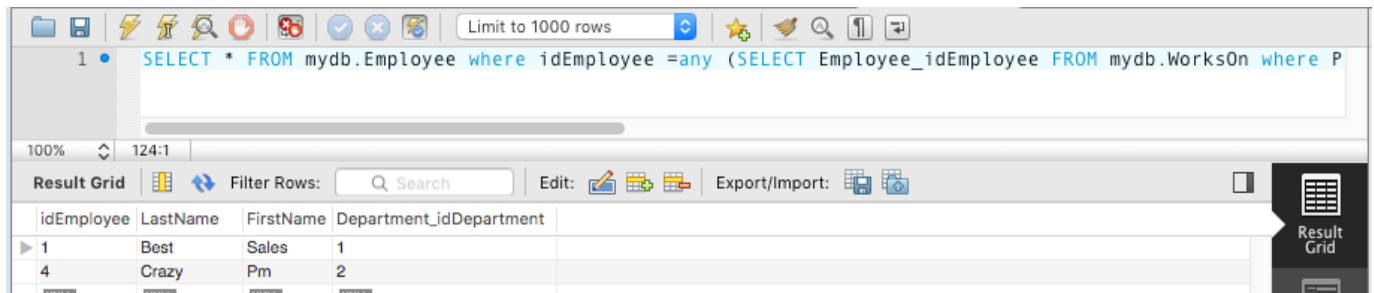 Limit to 1000 rows
1 SELECT * FROM mydb.Employee where idEmployee =any (SELECT Employee_idEmployee FROM mydb.WorksOn where P
100% 124:1
Result Grid Filter Rows: Search Edit: Export/Import:
idEmployee LastName FirstName Department_idDepartment
1 Best Sales 1
4 Crazy Pm 2
Result
Grid